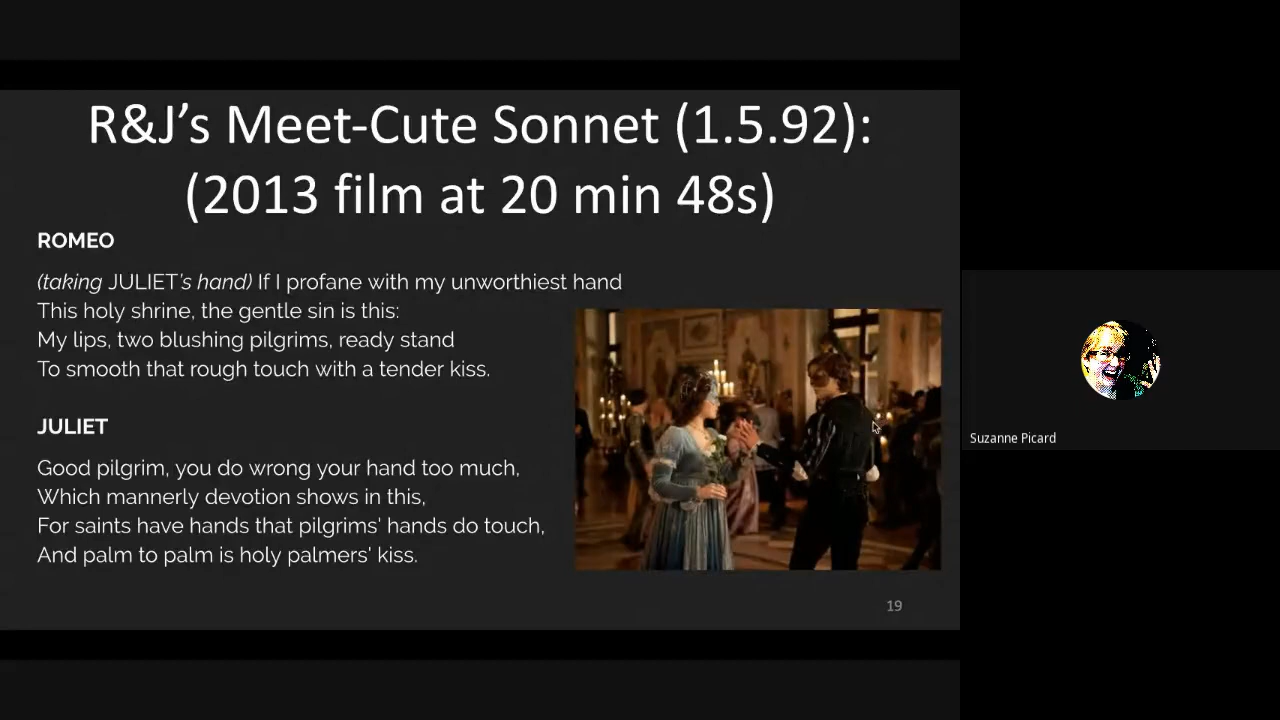 R&J’s Meet-Cute Sonnet (1.5.92):
(2013 film at 20 min 48s)
ROMEO
(taking JULIET's hand) If I profane with my unworthiest hand
This holy shrine, the gentle sin is this:
My lips, two blushing pilgrims, ready stand
To smooth that rough touch with a tender kiss.
JULIET
Good pilgrim, you do wrong your hand too much,
Which mannerly devotion shows in this,
For saints have hands that pilgrims' hands do touch,
And palm to palm is holy palmers' kiss.
19
Suzanne Picard